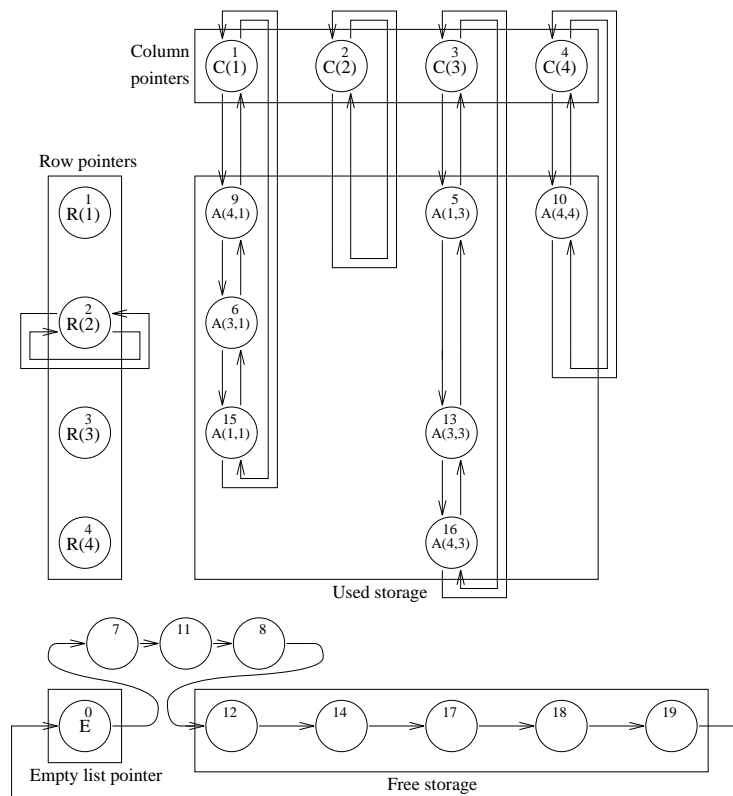 Column pointers
1 2 3 4
C(1) C(2) C(3) C(4)
Row pointers
1
R(1)
2
R(2)
3
R(3)
4
R(4)
9 5 10
A(4,1) A(1,3) A(4,4)
6
A(3,1)
15 13
A(1,1) A(3,3)
16
A(4,3)
Used storage
7 11 8
0
E
Empty list pointer
12 14 17 18 19
Free storage